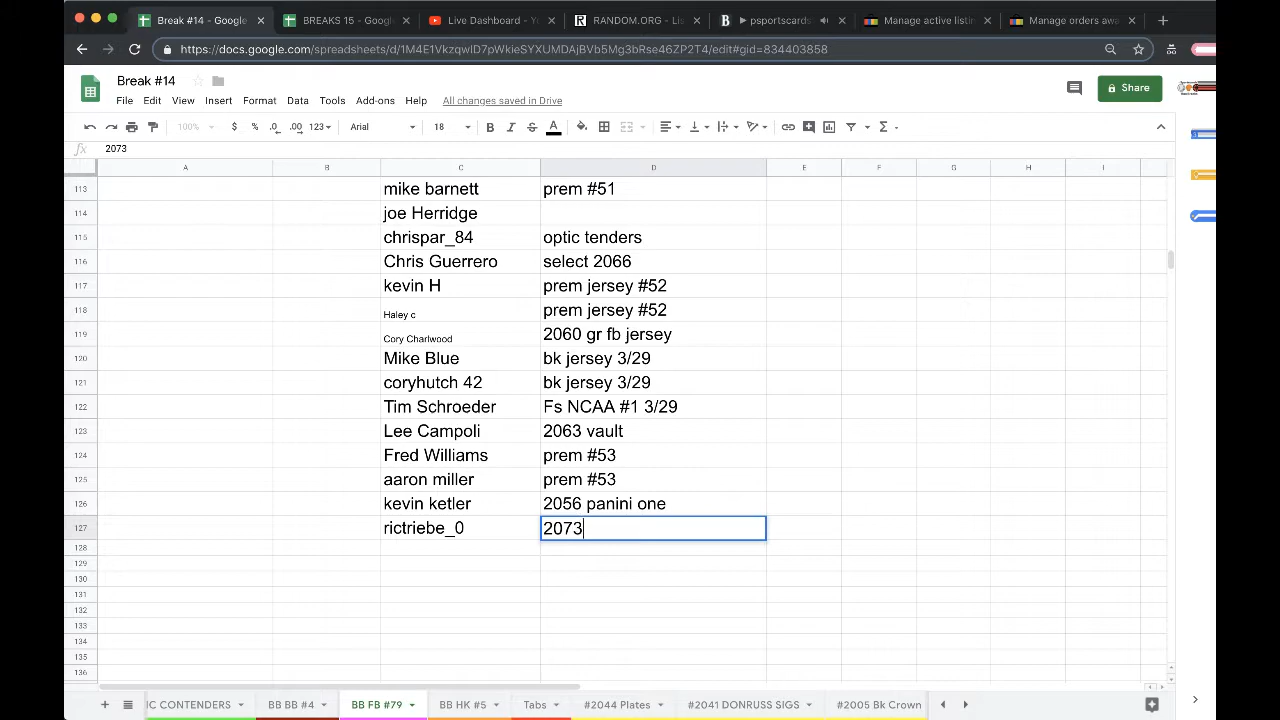 Break #14 - Google
BREAKS 15 - Goog
Live Dashboard - Y
RANDOM.ORG - Li
psportscards
Manage active listin
Manage orders awa
https://docs.google.com/spreadsheets/d/1M4E1VkzqwID7pWkieSYXUMDAjBVb5Mg3bRse46ZP2T4/edit#gid=834403858
Break #14
File Edit View Insert Format Data Tools Add-ons Help All changes saved in Drive
Share
100% $ % .0 .00 123 Arial 18 B I S A
fx 2073
A B C D E F G H I
113 mike barnett prem #51
114 joe Herridge
115 chrispar_84 optic tenders
116 Chris Guerrero select 2066
117 kevin H prem jersey #52
118 Haley c prem jersey #52
119 Cory Charlwood 2060 gr fb jersey
120 Mike Blue bk jersey 3/29
121 coryhutch 42 bk jersey 3/29
122 Tim Schroeder Fs NCAA #1 3/29
123 Lee Campoli 2063 vault
124 Fred Williams prem #53
125 aaron miller prem #53
126 kevin ketler 2056 panini one
127 rictriebe_0 2073
128
129
130
131
132
133
134
135
136
IC CONTENDERS BB BB #4 BB FB #79 BB FS #5 Tabs #2044 Plates #2041 DONRUSS SIGS #2005 Bk Crown